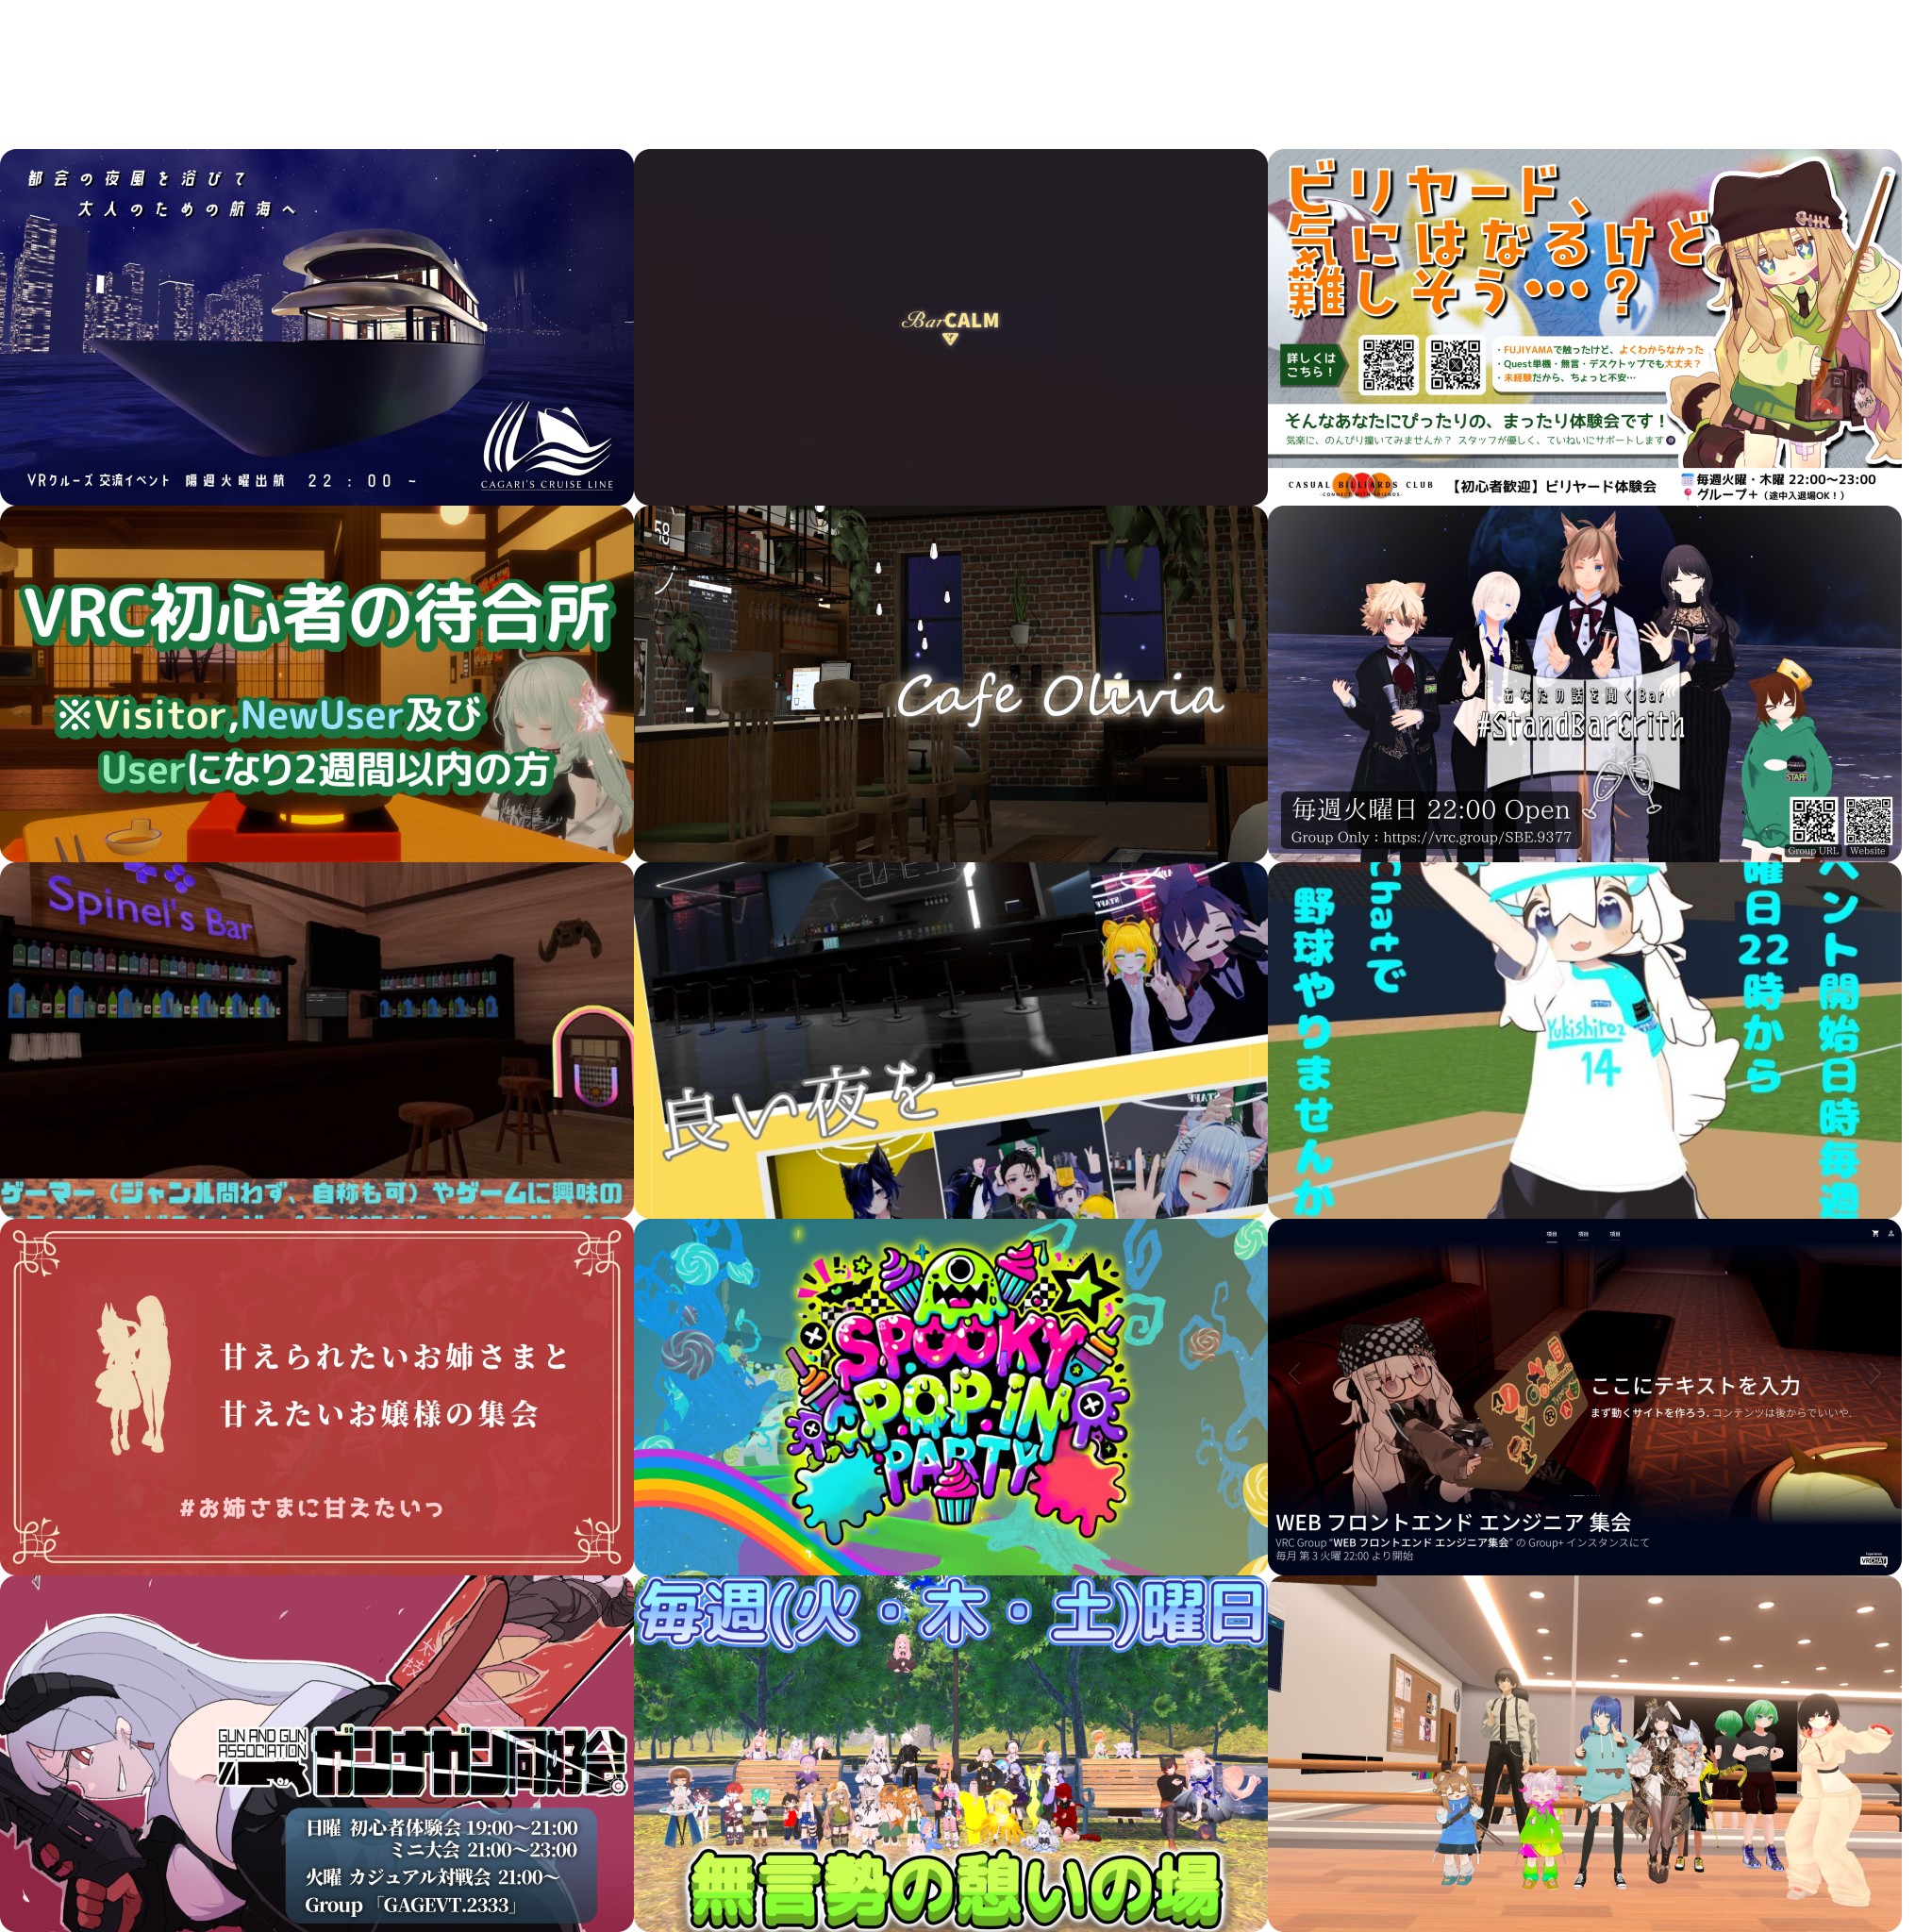 都会の夜風を浴びて
大人のための航海へ
VRクルーズ 交流イベント 隔週火曜出航 22:00 ~
CAGARI'S CRUISE LINE
BarCALM
ビリヤード、
気にはなるけど
難しそう…?
詳しくは
こちら!
・FUJIYAMAで触ったけど、よくわからなかった
・Quest単機・無言・デスクトップでも大丈夫?
・未経験だから、ちょっと不安…
そんなあなたにぴったりの、まったり体験会です!
気楽に、のんびり撞いてみませんか? スタッフが優しく、ていねいにサポートします
CASUAL BILLIARDS CLUB
-CONNECT WITH FRIENDS-
【初心者歓迎】ビリヤード体験会
毎週火曜・木曜 22:00〜23:00
グループ+(途中入退場OK!)
VRC初心者の待合所
※Visitor,NewUser及び
Userになり2週間以内の方
58
Cafe Olivia
あなたの話を聞くBar
#StandBarErith
STAFF
毎週火曜日 22:00 Open
Group Only : https://vrc.group/SBE.9377
Group URL
Website
Spinel's Bar
ゲーマー(ジャンル問わず、自称も可)やゲームに興味の
STAFF
良い夜を―
STAFF
ベント開始日時毎週
曜日22時から
Chatで
野球やりませんか
Yukishiroz
14
甘えられたいお姉さまと
甘えたいお嬢様の集会
#お姉さまに甘えたいっ
SPOOKY
POP-IN
PARTY
項目 項目 項目
ここにテキストを入力
まず動くサイトを作ろう. コンテンツは後からでいいや.
WEB フロントエンド エンジニア 集会
VRC Group "WEB フロントエンド エンジニア集会" の Group+ インスタンスにて
毎月 第 3 火曜 22:00 より開始
VRCHAT
GUN AND GUN
ASSOCIATION
ガンナガン同好会
日曜 初心者体験会 19:00〜21:00
ミニ大会 21:00〜23:00
火曜 カジュアル対戦会 21:00〜
Group 「GAGEVT.2333」
毎週(火・木・土)曜日
無言勢の憩いの場